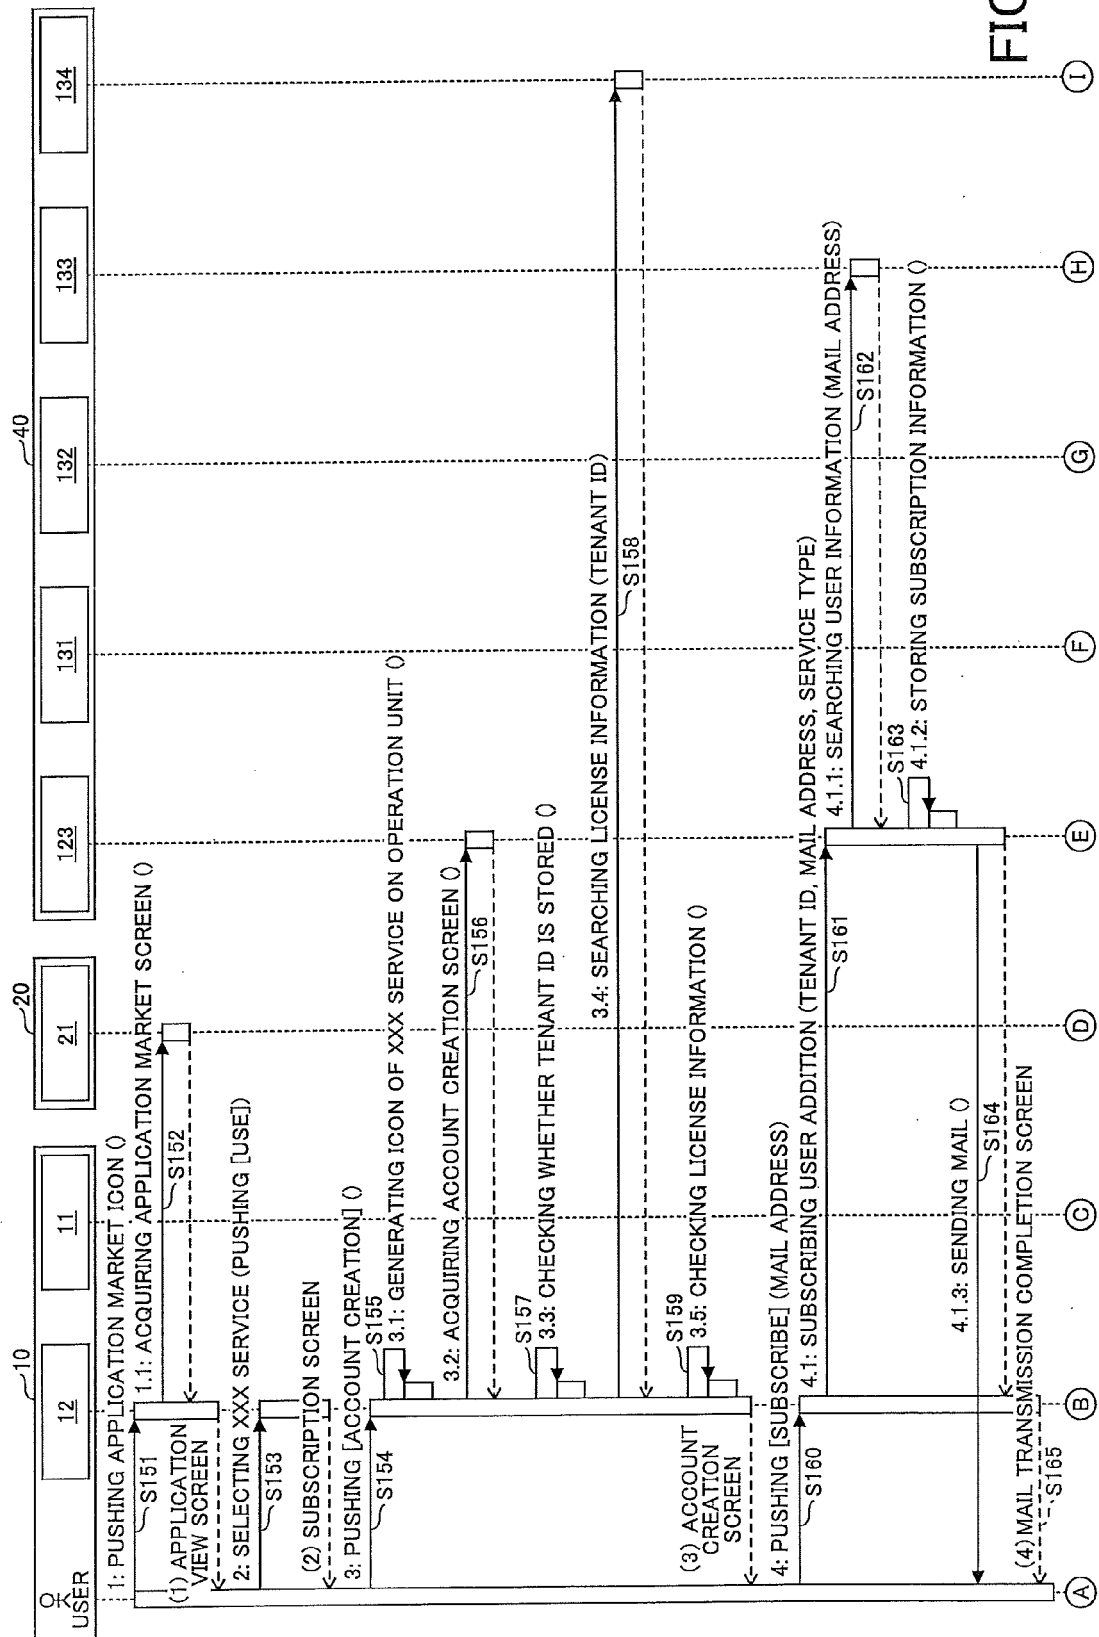 FIG
10
20
40
USER
12
11
21
123
131
132
133
134
1: PUSHING APPLICATION MARKET ICON ()
S151
1.1: ACQUIRING APPLICATION MARKET SCREEN ()
S152
(1) APPLICATION
VIEW SCREEN
2: SELECTING XXX SERVICE (PUSHING [USE])
S153
(2) SUBSCRIPTION SCREEN
3: PUSHING [ACCOUNT CREATION] ()
S154
S155
3.1: GENERATING ICON OF XXX SERVICE ON OPERATION UNIT ()
3.2: ACQUIRING ACCOUNT CREATION SCREEN ()
S156
S157
3.3: CHECKING WHETHER TENANT ID IS STORED ()
3.4: SEARCHING LICENSE INFORMATION (TENANT ID)
S158
S159
3.5: CHECKING LICENSE INFORMATION ()
(3) ACCOUNT
CREATION
SCREEN
4: PUSHING [SUBSCRIBE] (MAIL ADDRESS)
S160
4.1: SUBSCRIBING USER ADDITION (TENANT ID, MAIL ADDRESS, SERVICE TYPE)
S161
4.1.1: SEARCHING USER INFORMATION (MAIL ADDRESS)
S162
S163
4.1.2: STORING SUBSCRIPTION INFORMATION ()
4.1.3: SENDING MAIL ()
S164
(4) MAIL TRANSMISSION COMPLETION SCREEN
S165
A
B
C
D
E
F
G
H
I